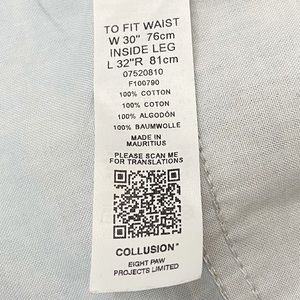 TO FIT WAIST
W 30" 76cm
INSIDE LEG
L 32"R 81cm
07520810
F100790
100% COTTON
100% COTON
100% ALGODÓN
100% BAUMWOLLE
MADE IN
MAURITIUS
PLEASE SCAN ME
FOR TRANSLATIONS
COLLUSION
EIGHT PAW
PROJECTS LIMITED